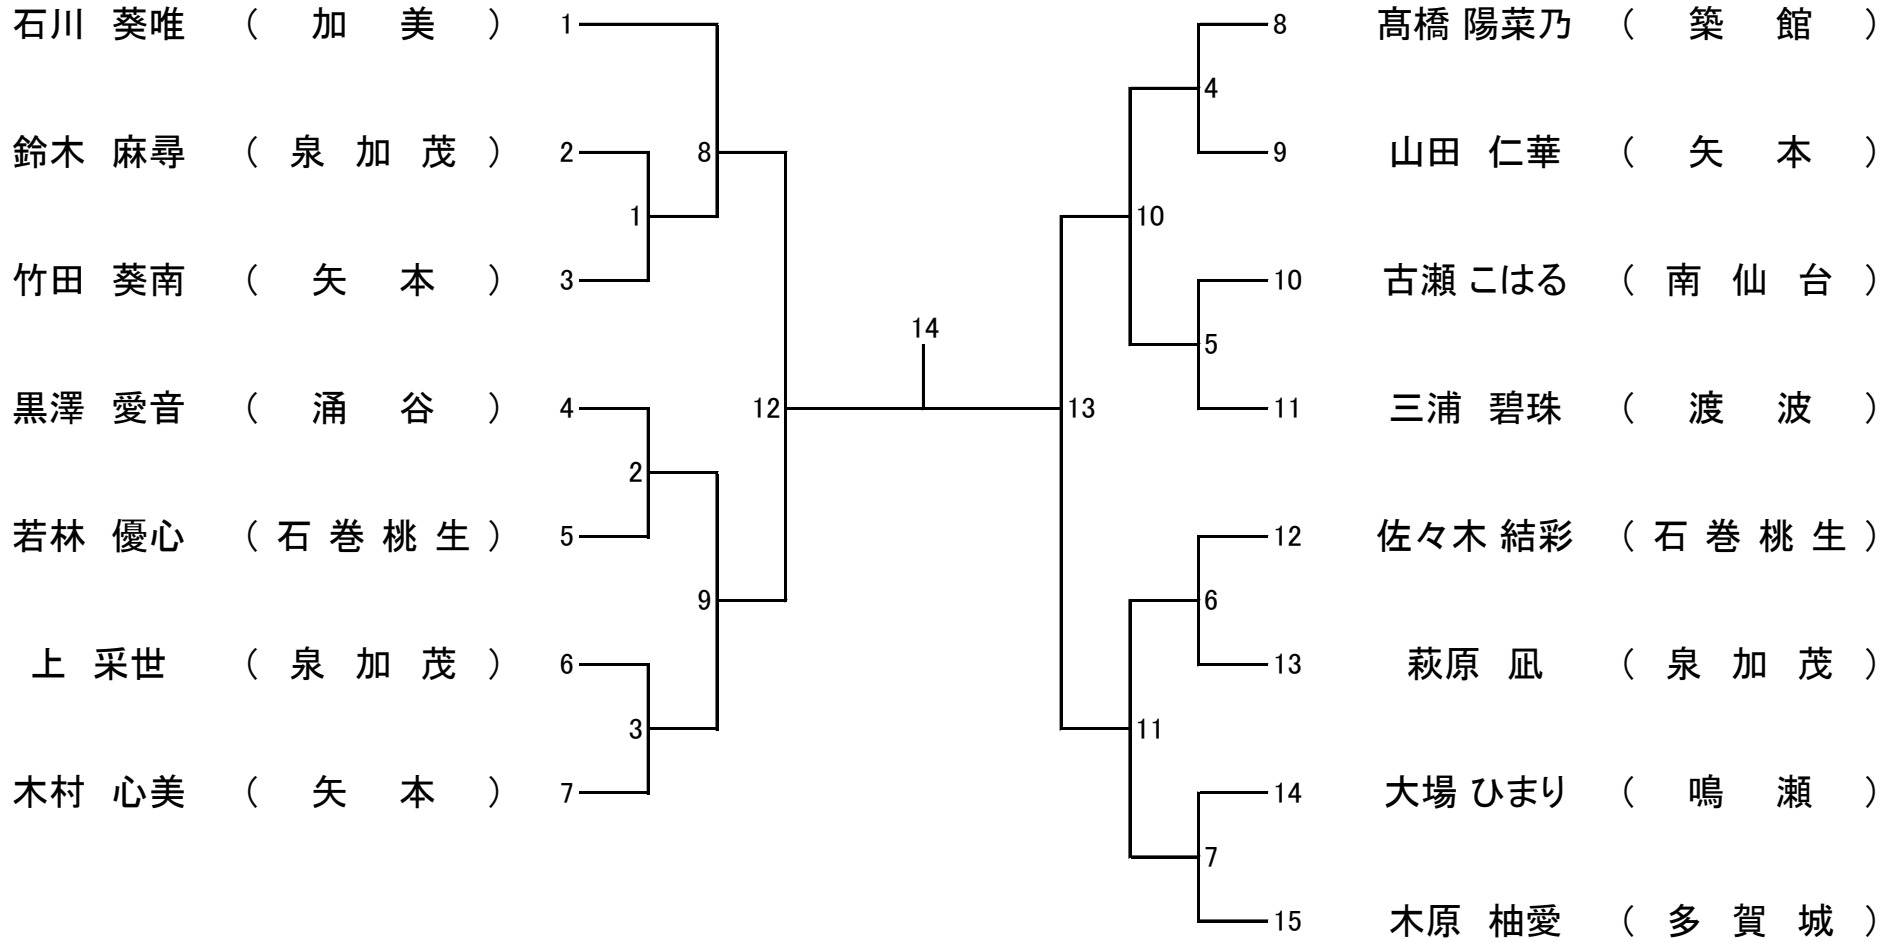 石川 葵唯 ( 加 美 ) 1 8 髙橋 陽菜乃 ( 築 館 )
4
鈴木 麻尋 ( 泉 加 茂 ) 2 8 9 山田 仁華 ( 矢 本 )
1 10
竹田 葵南 ( 矢 本 ) 3 10 古瀬 こはる ( 南 仙 台 )
14 5
黒澤 愛音 ( 涌 谷 ) 4 12 13 11 三浦 碧珠 ( 渡 波 )
2
若林 優心 ( 石 巻 桃 生 ) 5 12 佐々木 結彩 ( 石 巻 桃 生 )
9 6
上 采世 ( 泉 加 茂 ) 6 13 萩原 凪 ( 泉 加 茂 )
3 11
木村 心美 ( 矢 本 ) 7 14 大場 ひまり ( 鳴 瀬 )
7
15 木原 柚愛 ( 多 賀 城 )